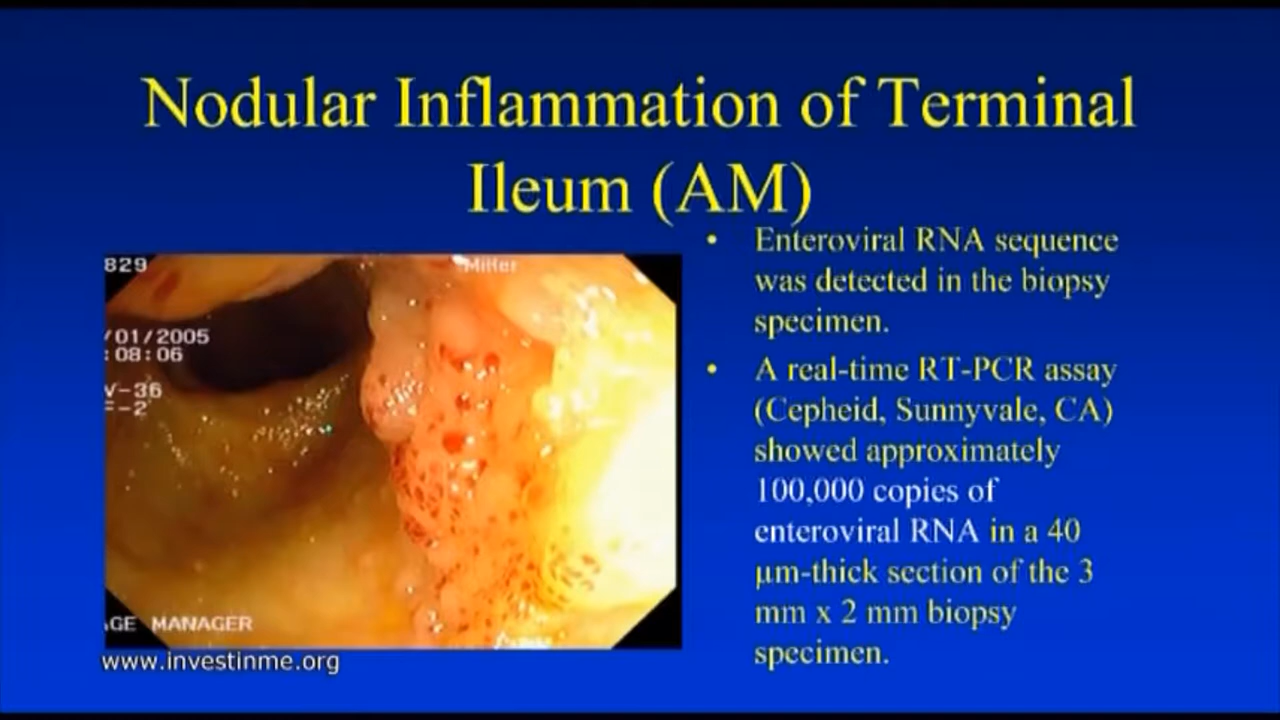 Nodular Inflammation of Terminal
Ileum (AM)
829
Miller
/01/2005
:08:06
V-36
F-2
AGE MANAGER
www.investinme.org
• Enteroviral RNA sequence
was detected in the biopsy
specimen.
• A real-time RT-PCR assay
(Cepheid, Sunnyvale, CA)
showed approximately
100,000 copies of
enteroviral RNA in a 40
μm-thick section of the 3
mm x 2 mm biopsy
specimen.